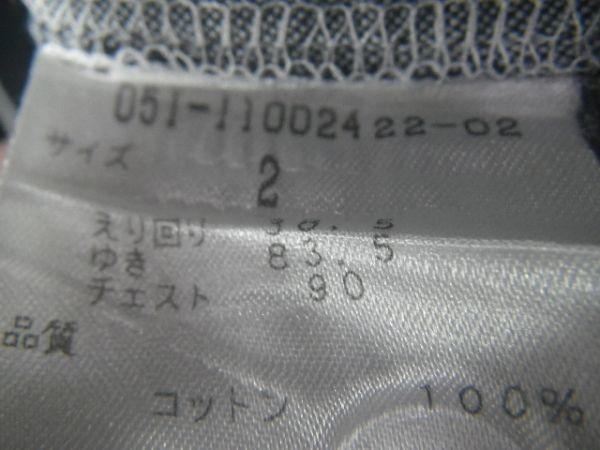 051-11002422-02
サイズ
2
えり回り
ゆき 83.5
チェスト 90
品質
コットン 100%